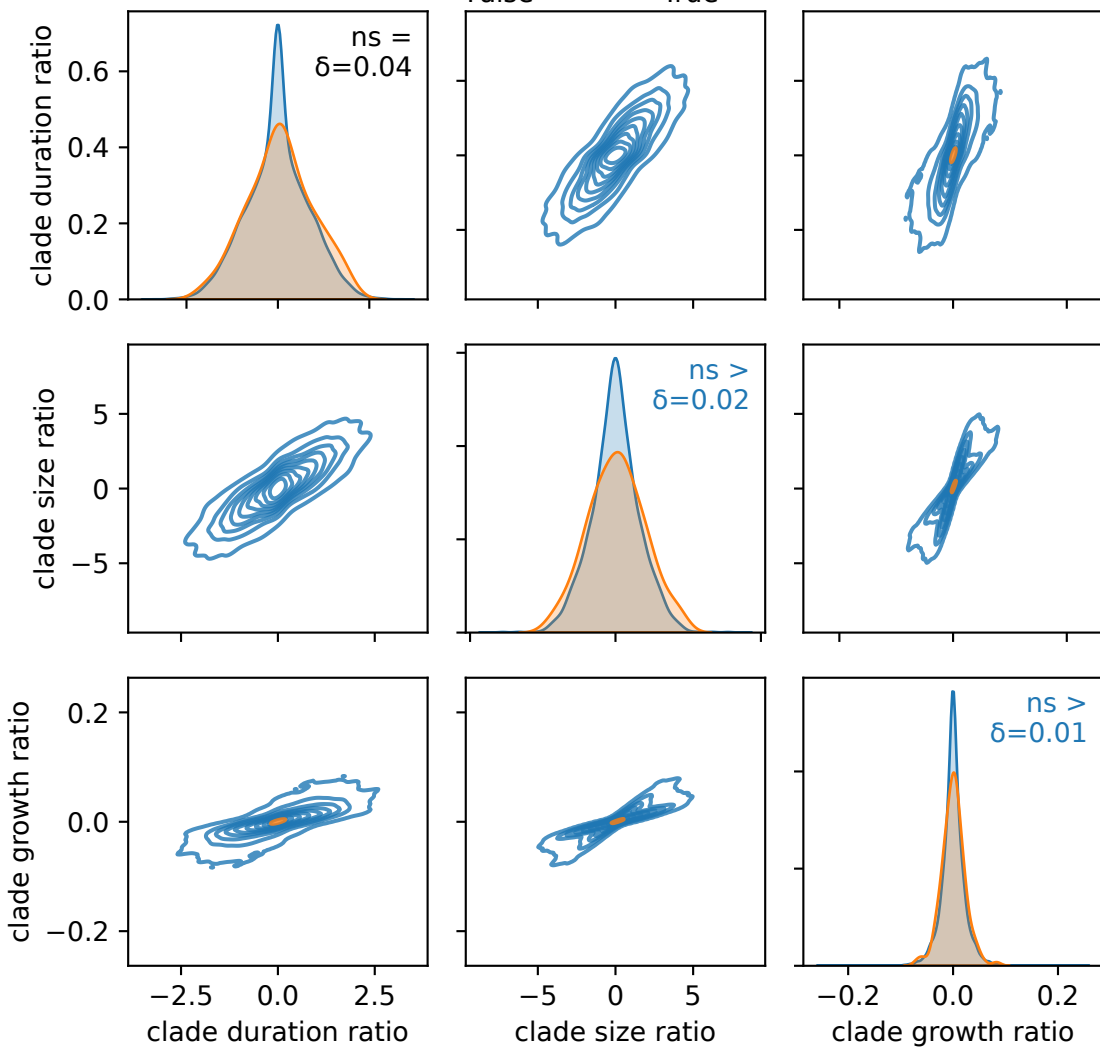 clade duration ratio
0.6
0.4
0.2
0.0
ns =
δ=0.04
clade size ratio
5
0
−5
ns >
δ=0.02
clade growth ratio
0.2
0.0
−0.2
ns >
δ=0.01
−2.5 0.0 2.5
−5 0 5
−0.2 0.0 0.2
clade duration ratio
clade size ratio
clade growth ratio